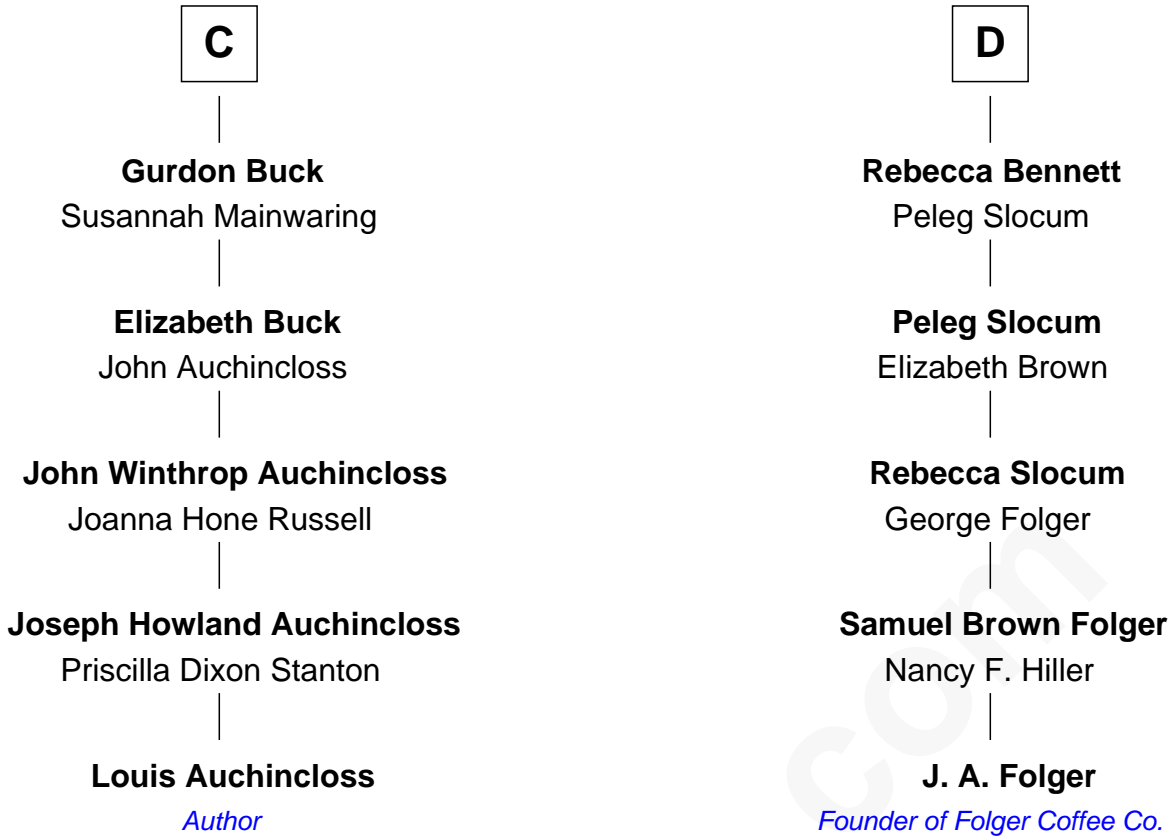 C
Gurdon Buck
Susannah Mainwaring
Elizabeth Buck
John Auchincloss
John Winthrop Auchincloss
Joanna Hone Russell
Joseph Howland Auchincloss
Priscilla Dixon Stanton
Louis Auchincloss
Author
D
Rebecca Bennett
Peleg Slocum
Peleg Slocum
Elizabeth Brown
Rebecca Slocum
George Folger
Samuel Brown Folger
Nancy F. Hiller
J. A. Folger
Founder of Folger Coffee Co.
com